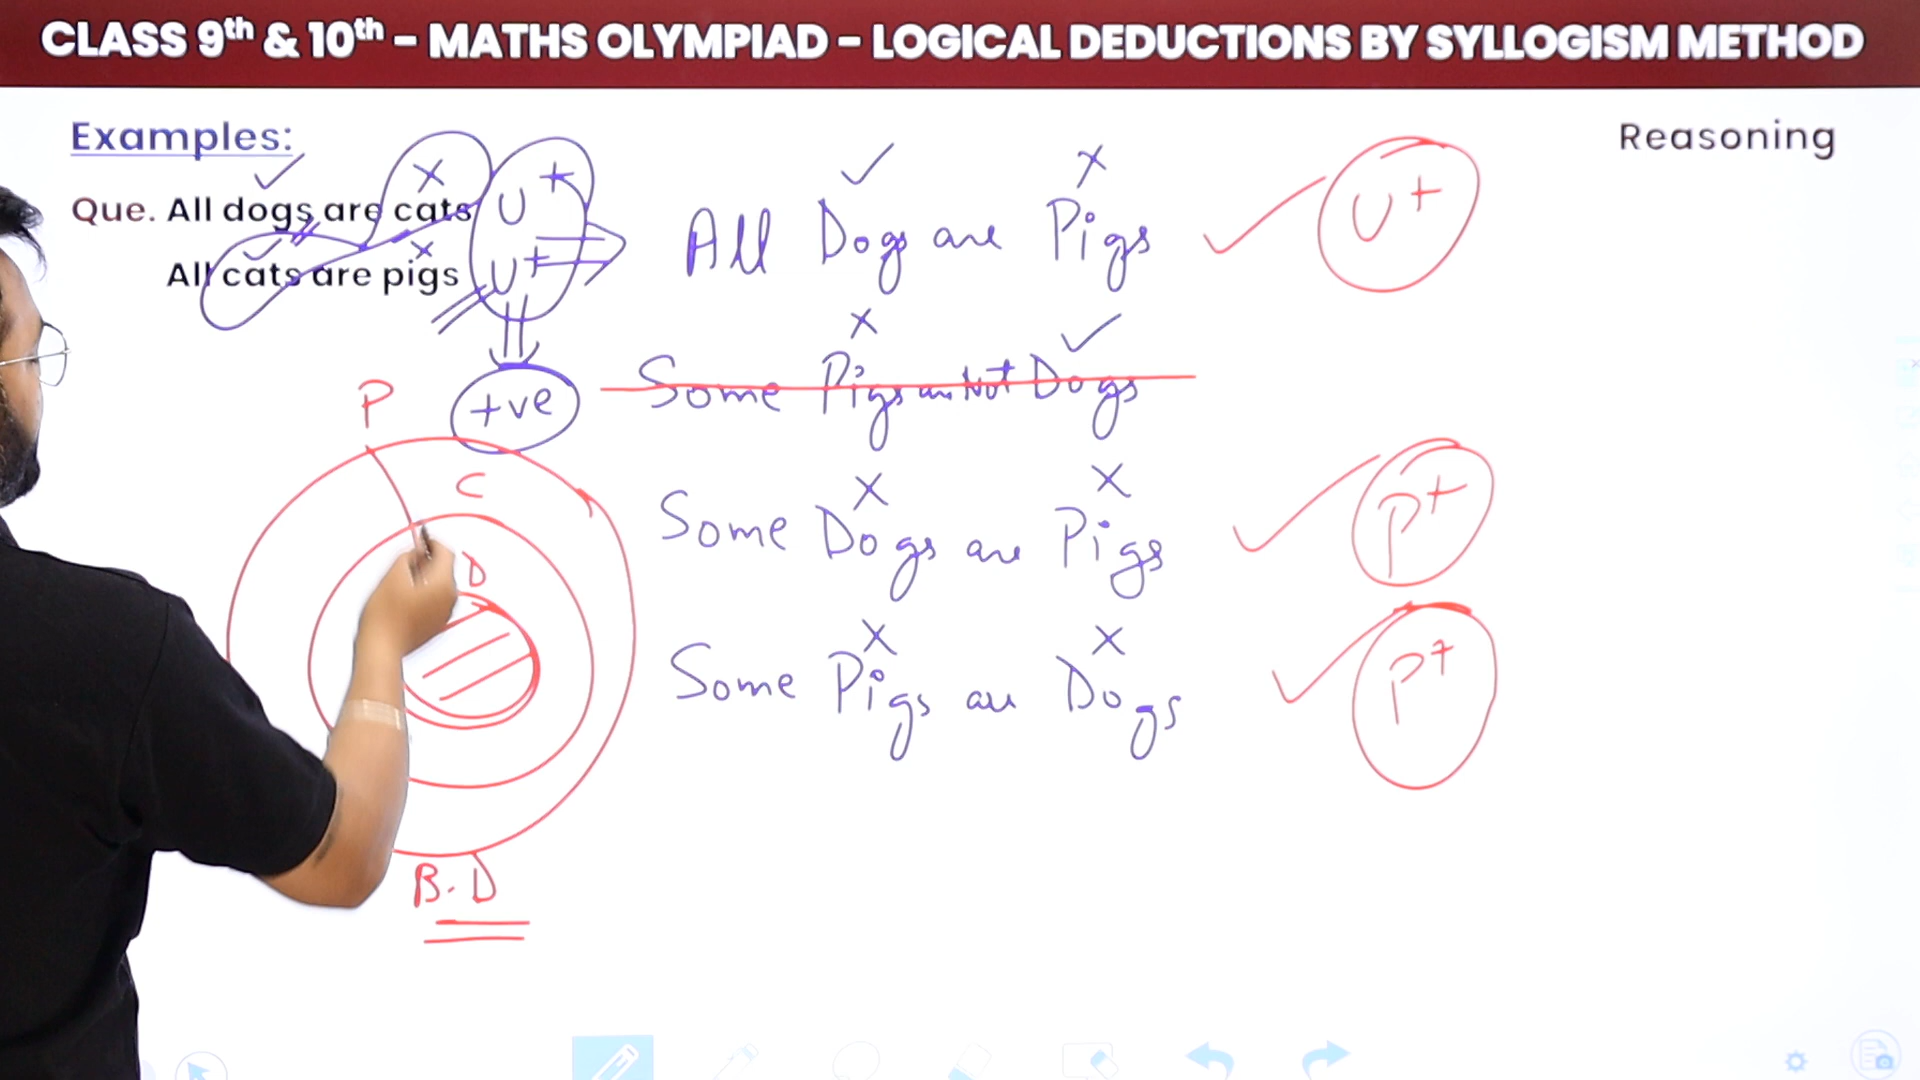 CLASS 9th & 10th – MATHS OLYMPIAD – LOGICAL DEDUCTIONS BY SYLLOGISM METHOD
Examples:
Reasoning
Que. All dogs are cats U+
All cats are pigs U+
+ve
All Dogs are Pigs U+
Some Pigs are Not Dogs
Some Dogs are Pigs P+
Some Pigs are Dogs P+
P
C
D
B.D